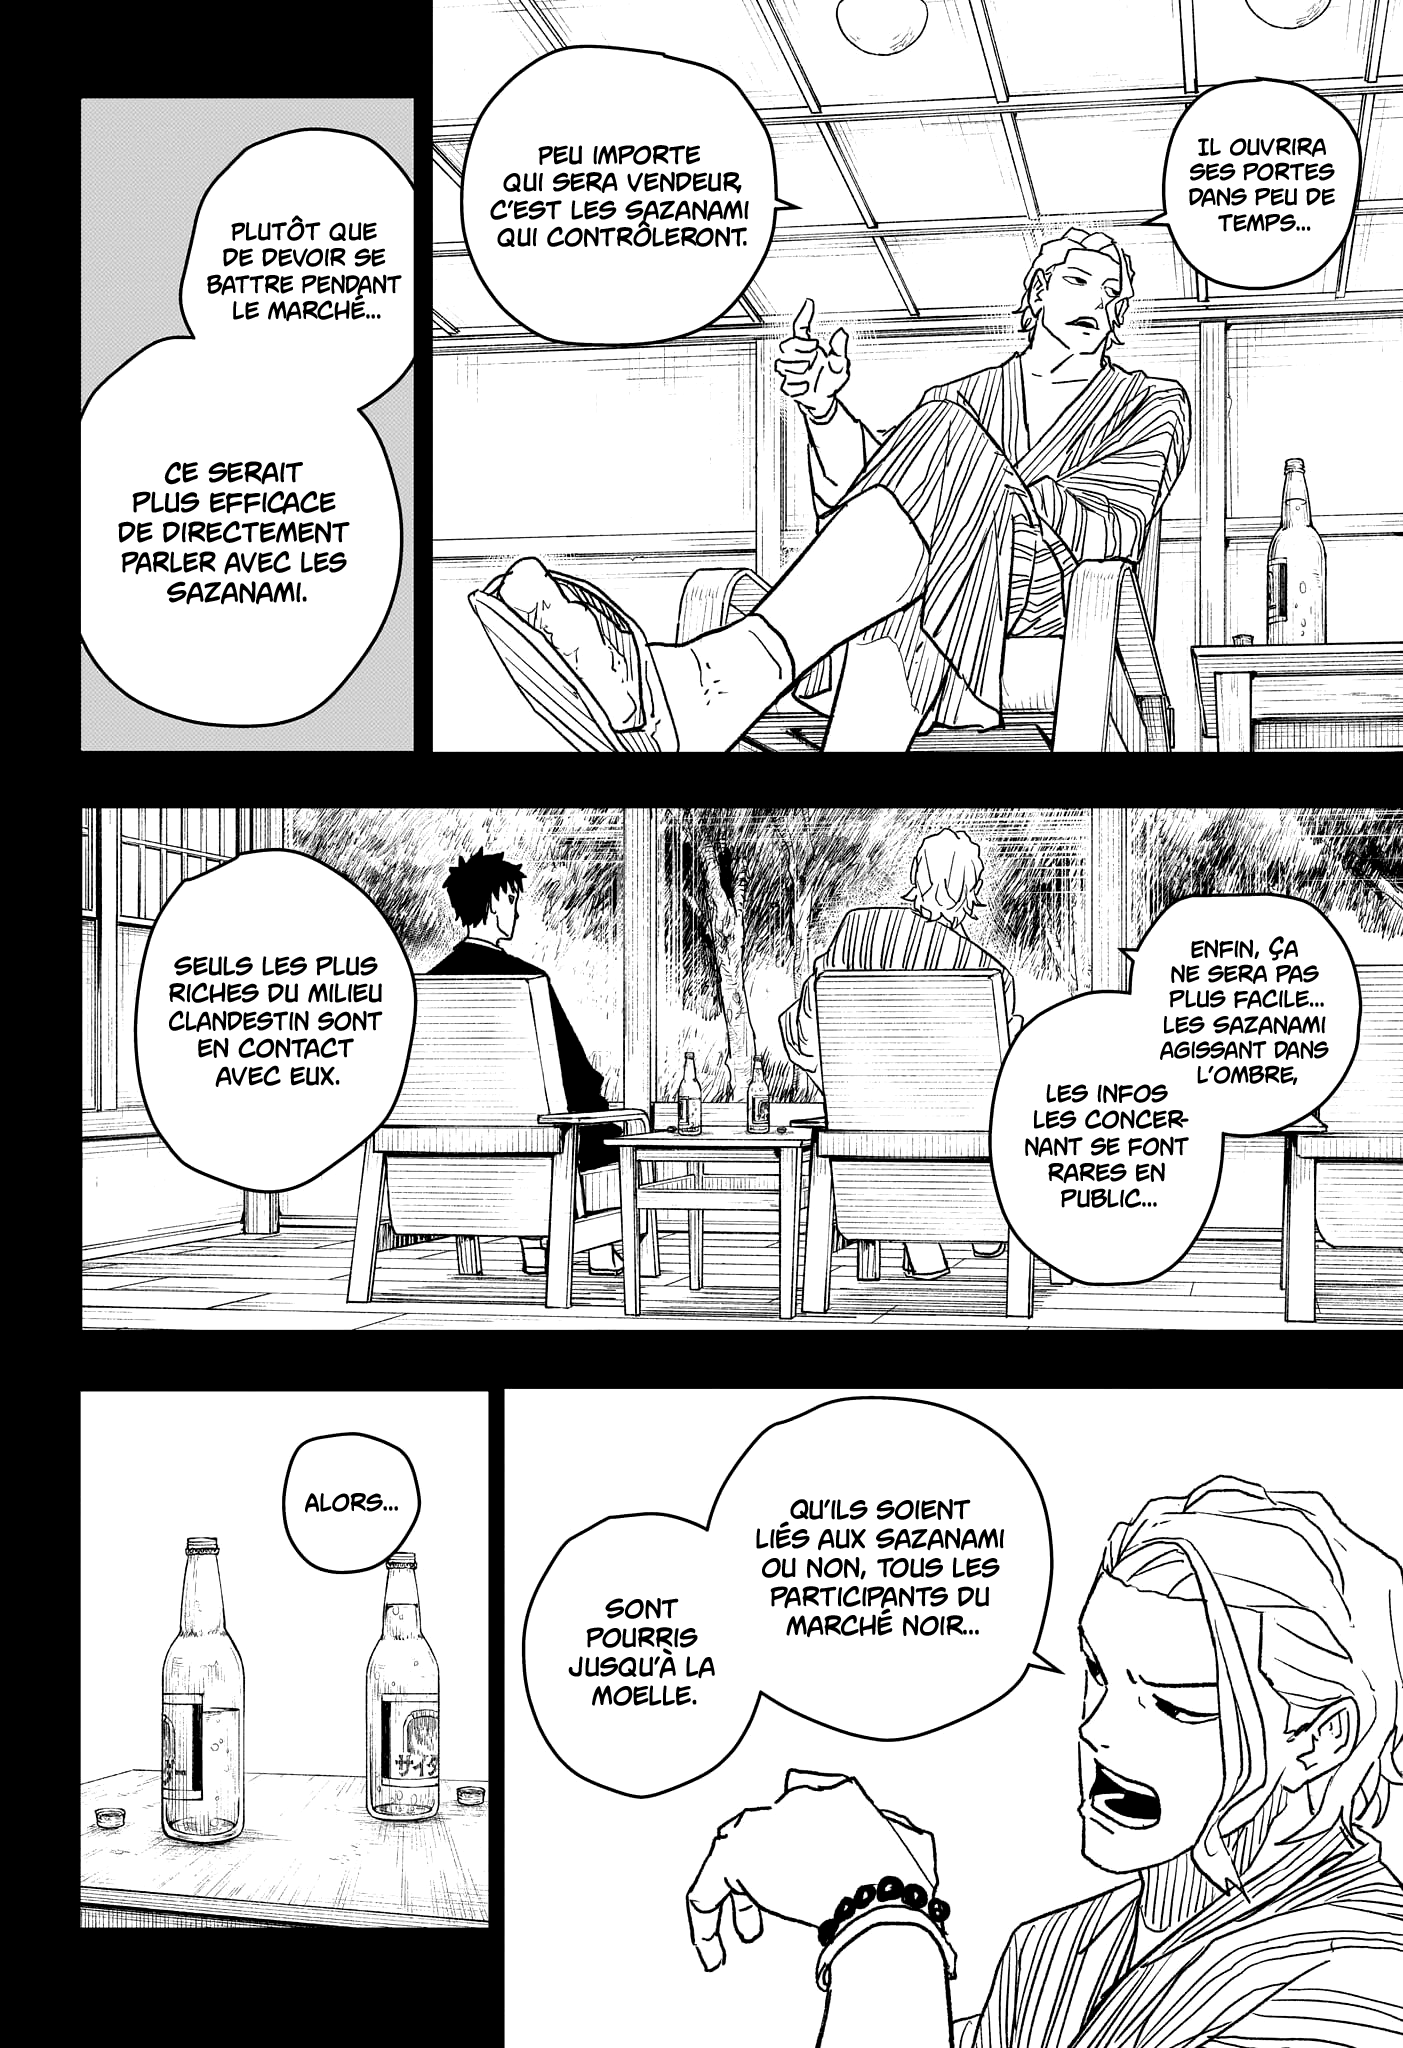 IL OUVRIRA
SES PORTES
DANS PEU DE
TEMPS...
PEU IMPORTE
QUI SERA VENDEUR,
C'EST LES SAZANAMI
QUI CONTRÔLERONT.
PLUTÔT QUE
DE DEVOIR SE
BATTRE PENDANT
LE MARCHÉ...
CE SERAIT
PLUS EFFICACE
DE DIRECTEMENT
PARLER AVEC LES
SAZANAMI.
ENFIN, ÇA
NE SERA PAS
PLUS FACILE...
LES SAZANAMI
AGISSANT DANS
L'OMBRE,
LES INFOS
LES CONCER-
NANT SE FONT
RARES EN
PUBLIC...
SEULS LES PLUS
RICHES DU MILIEU
CLANDESTIN SONT
EN CONTACT
AVEC EUX.
QU'ILS SOIENT
LIÉS AUX SAZANAMI
OU NON, TOUS LES
PARTICIPANTS DU
MARCHÉ NOIR...
SONT
POURRIS
JUSQU'À LA
MOELLE.
ALORS...
サイダ